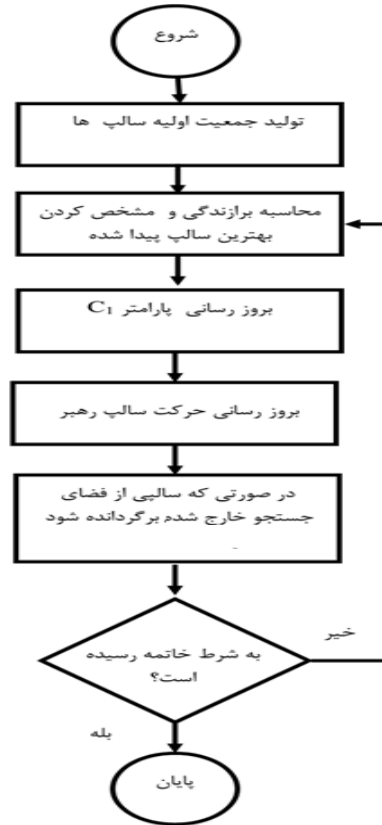 شروع
تولید جمعیت اولیه سالپ ها
محاسبه برازندگی و مشخص کردن
بهترین سالپ پیدا شده
بروز رسانی پارامتر C₁
بروز رسانی حرکت سالپ رهبر
در صورتی که سالپی از فضای
جستجو خارج شده برگردانده شود
به شرط خاتمه رسیده
است؟
خیر
بله
پایان